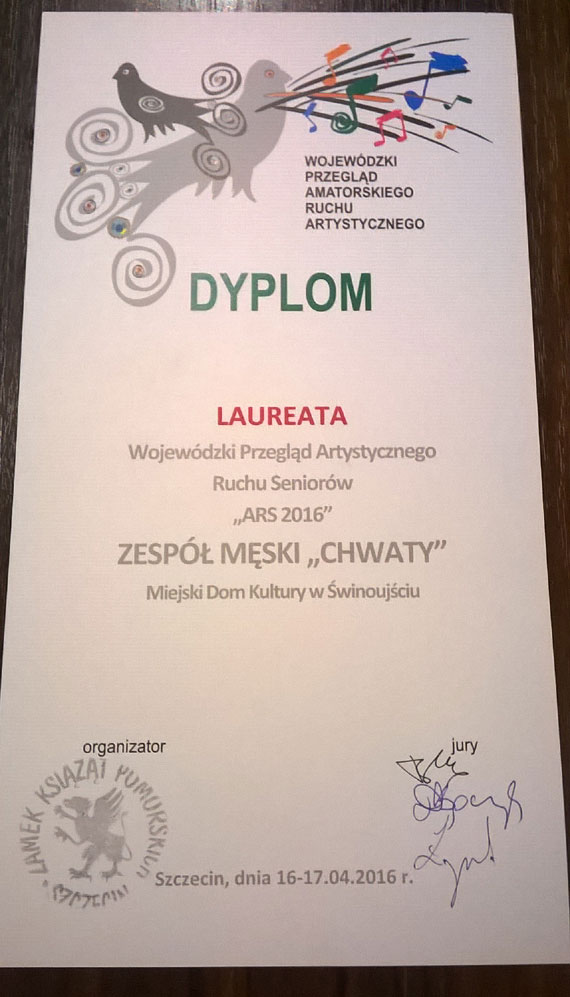 WOJEWÓDZKI
PRZEGLĄD
AMATORSKIEGO
RUCHU
ARTYSTYCZNEGO
DYPLOM
LAUREATA
Wojewódzki Przegląd Artystycznego
Ruchu Seniorów
„ARS 2016”
ZESPÓŁ MĘSKI „CHWATY”
Miejski Dom Kultury w Świnoujściu
organizator
jury
ZAMEK KSIĄŻĄT POMORSKICH
SZCZECIN
Szczecin, dnia 16-17.04.2016 r.